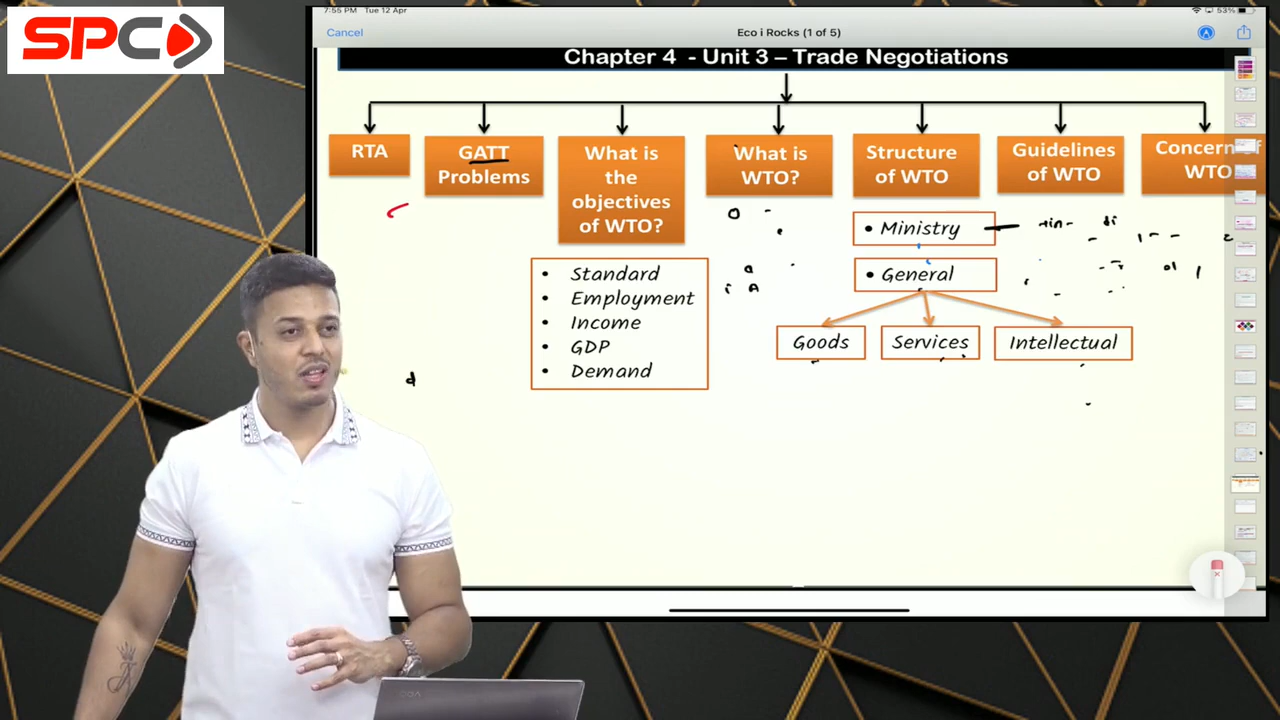 SPC
7:55 PM Tue 12 Apr
53%
Cancel
Eco i Rocks (1 of 5)
Chapter 4 - Unit 3 – Trade Negotiations
RTA
GATT
Problems
What is
the
objectives
of WTO?
What is
WTO?
Structure
of WTO
Guidelines
of WTO
Concern of
WTO
• Ministry
• General
Goods
Services
Intellectual
• Standard
• Employment
• Income
• GDP
• Demand